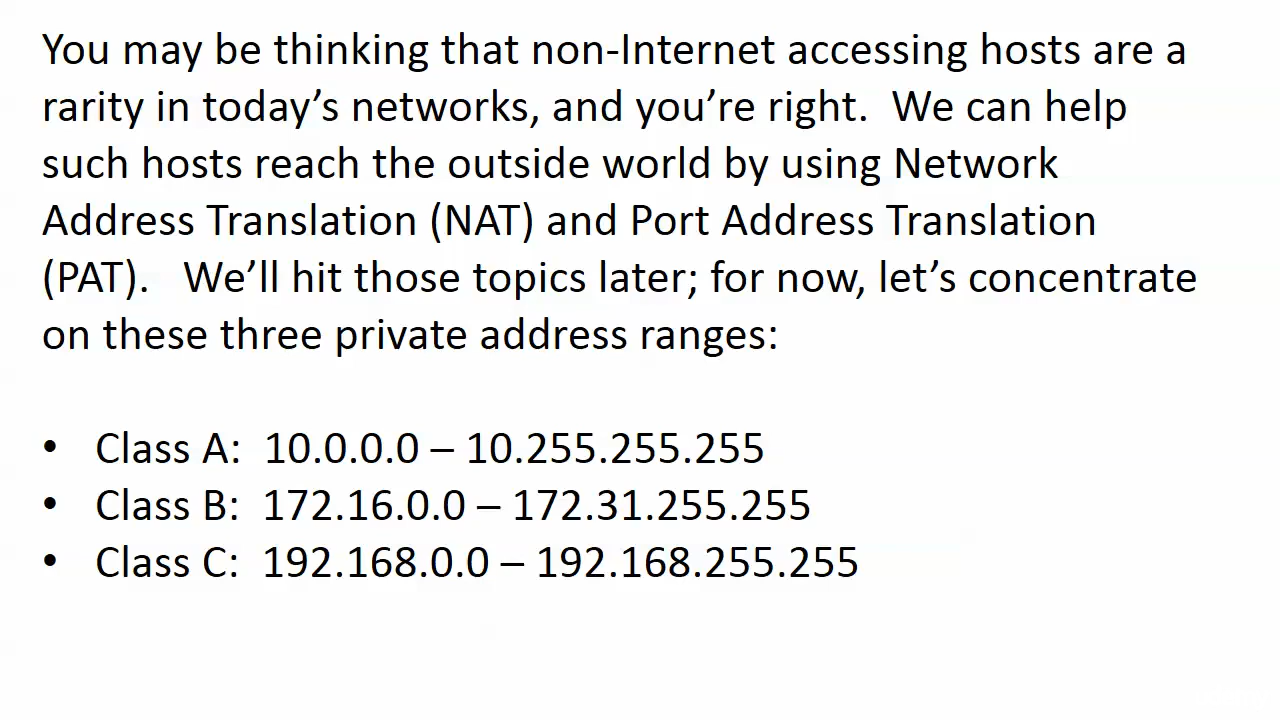 You may be thinking that non-Internet accessing hosts are a
rarity in today’s networks, and you’re right.  We can help
such hosts reach the outside world by using Network
Address Translation (NAT) and Port Address Translation
(PAT).   We’ll hit those topics later; for now, let’s concentrate
on these three private address ranges:
• Class A:  10.0.0.0 – 10.255.255.255
• Class B:  172.16.0.0 – 172.31.255.255
• Class C:  192.168.0.0 – 192.168.255.255